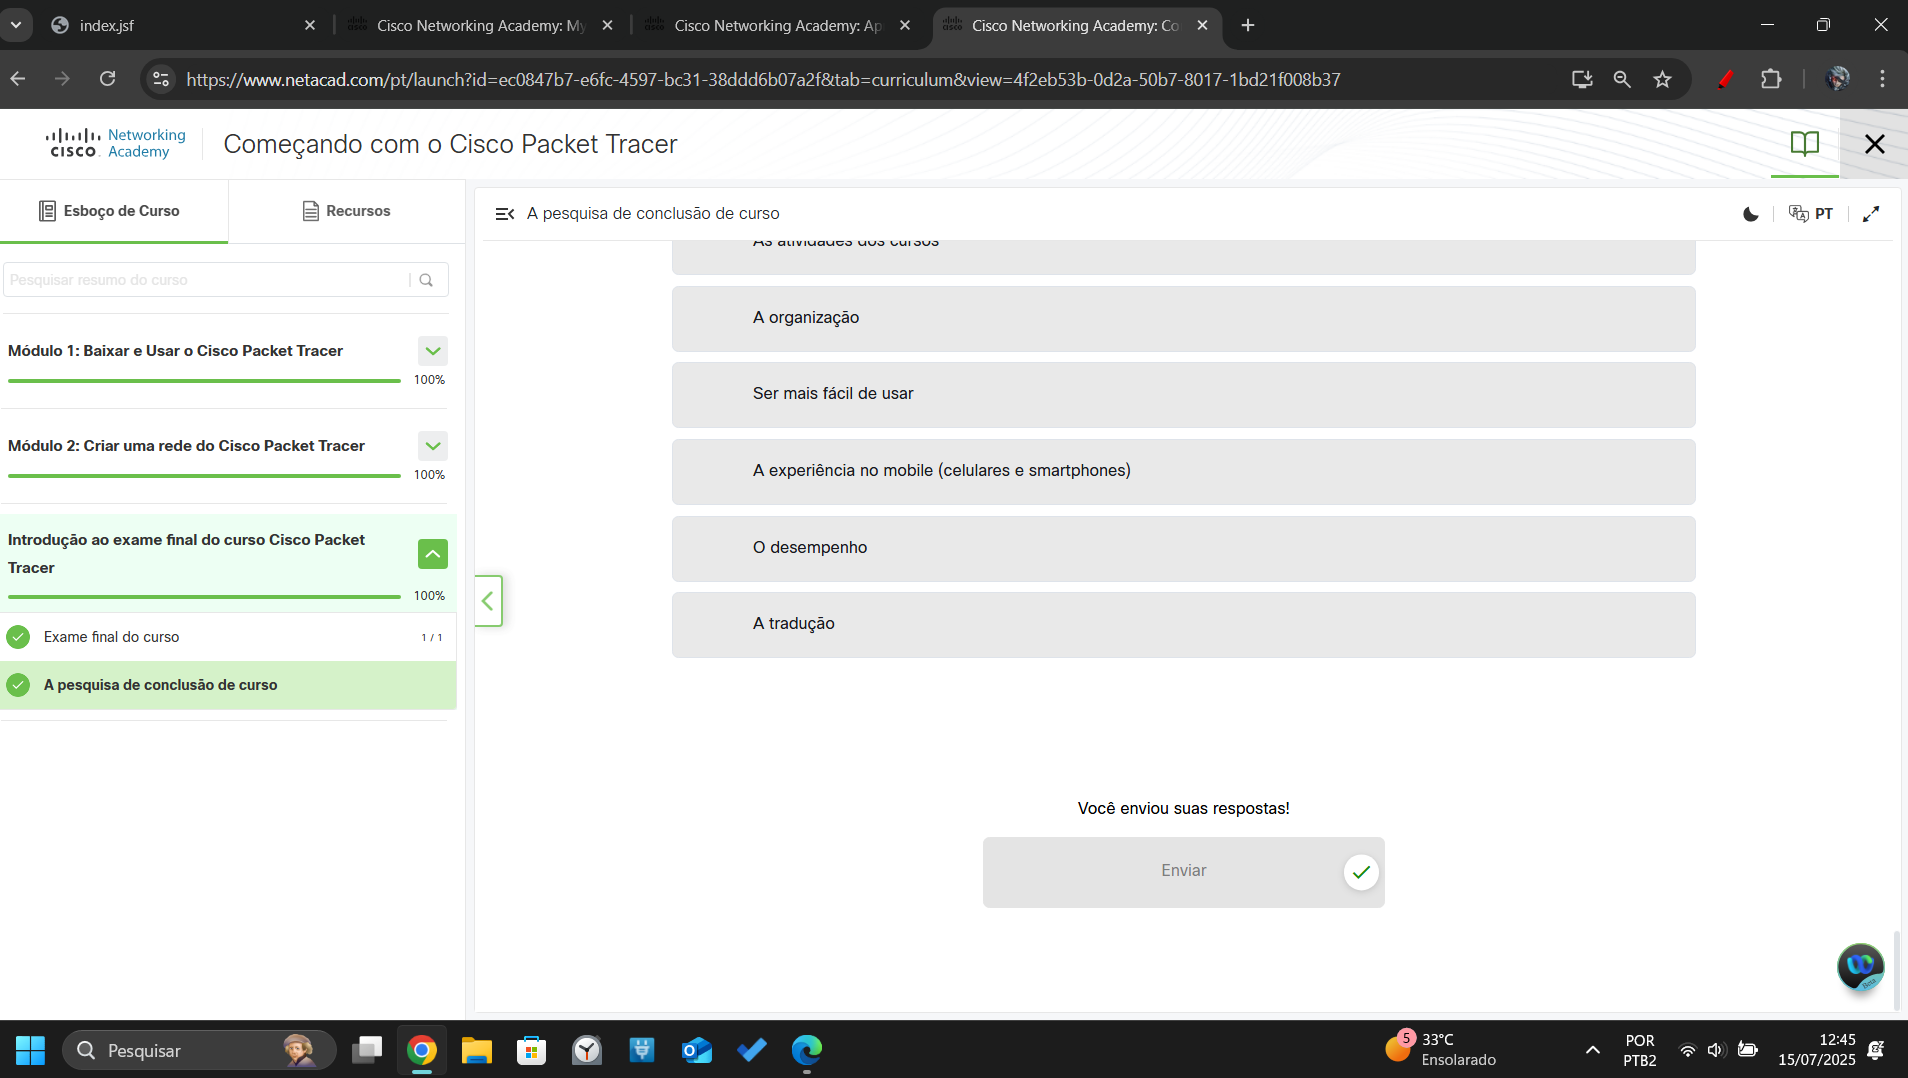 index.jsf
Cisco Networking Academy: My
Cisco Networking Academy: Ap
Cisco Networking Academy: Co
https://www.netacad.com/pt/launch?id=ec0847b7-e6fc-4597-bc31-38ddd6b07a2f&tab=curriculum&view=4f2eb53b-0d2a-50b7-8017-1bd21f008b37
CISCO Networking Academy
Começando com o Cisco Packet Tracer
Esboço de Curso
Recursos
A pesquisa de conclusão de curso
PT
Pesquisar resumo do curso
Módulo 1: Baixar e Usar o Cisco Packet Tracer
100%
Módulo 2: Criar uma rede do Cisco Packet Tracer
100%
Introdução ao exame final do curso Cisco Packet
Tracer
100%
Exame final do curso
1 / 1
A pesquisa de conclusão de curso
As atividades dos cursos
A organização
Ser mais fácil de usar
A experiência no mobile (celulares e smartphones)
O desempenho
A tradução
Você enviou suas respostas!
Enviar
Beta
Pesquisar
5
33°C
Ensolarado
POR
PTB2
12:45
15/07/2025